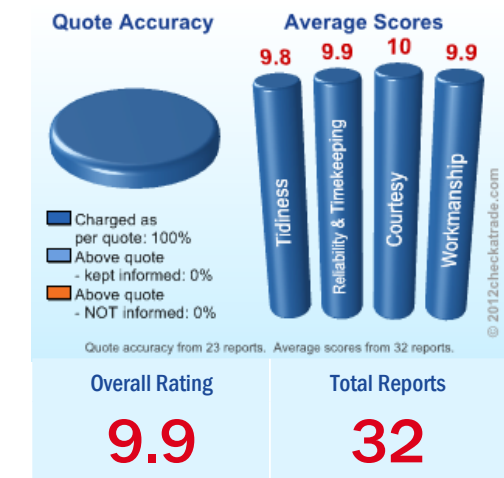 Quote Accuracy
Average Scores
9.8
9.9
10
9.9
Tidiness
Reliability & Timekeeping
Courtesy
Workmanship
Charged as
per quote: 100%
Above quote
- kept informed: 0%
Above quote
- NOT informed: 0%
© 2012checkatrade.com
Quote accuracy from 23 reports. Average scores from 32 reports.
Overall Rating
9.9
Total Reports
32